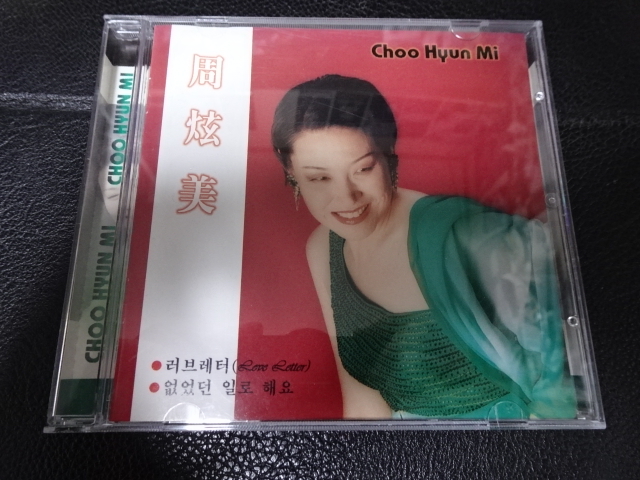 Choo Hyun Mi
周炫美
● 러브레터 (Love Letter)
● 없었던 일로 해요
CHOO HYUN MI
CHOO HYUN MI